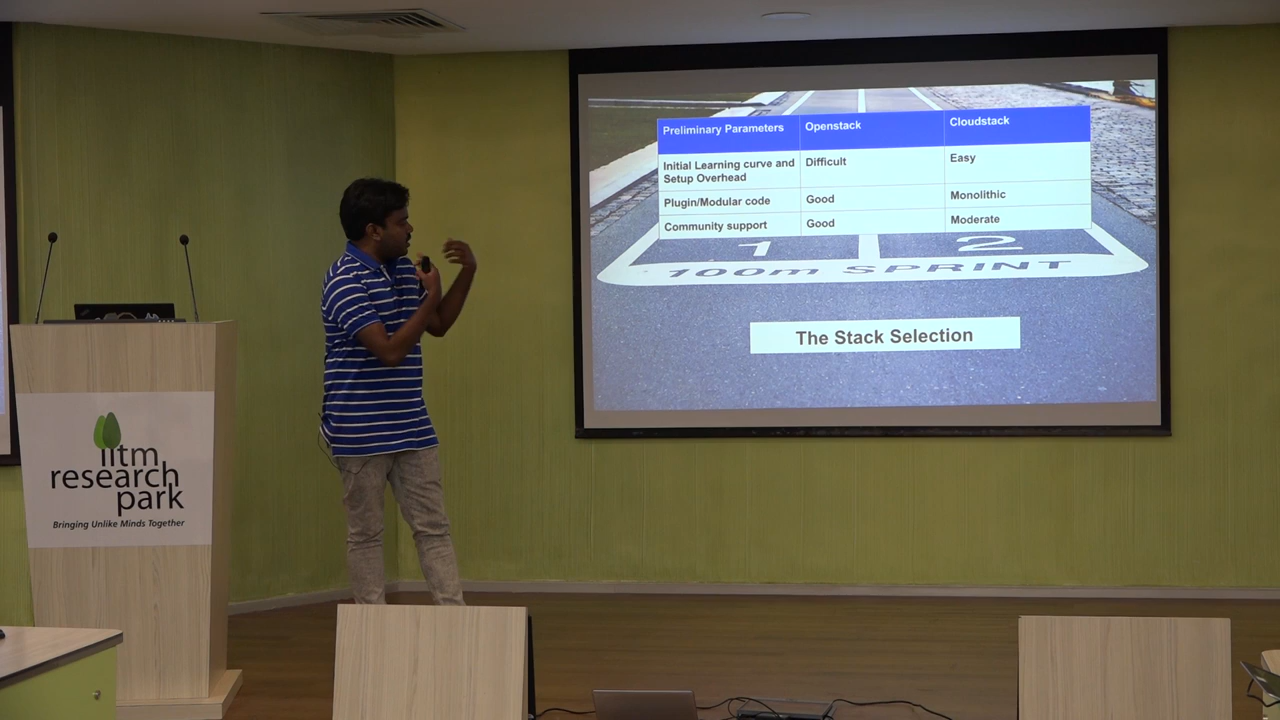 Preliminary Parameters Openstack Cloudstack
Initial Learning curve and Setup Overhead Difficult Easy
Plugin/Modular code Good Monolithic
Community support Good Moderate
1 2
100m SPRINT
The Stack Selection
iitm
research
park
Bringing Unlike Minds Together